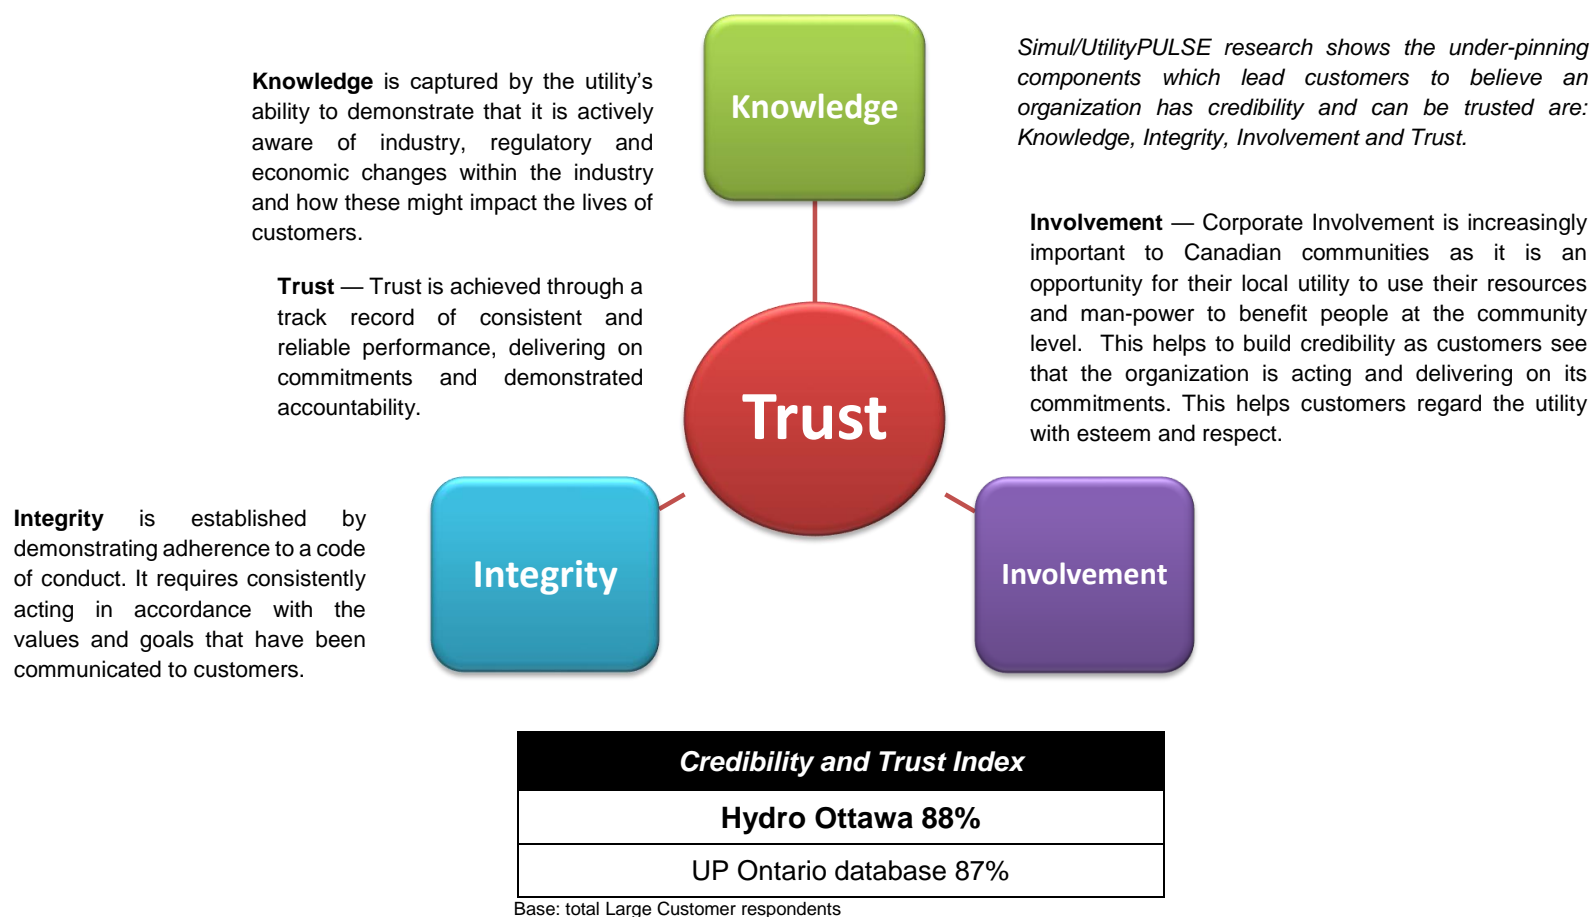 Knowledge is captured by the utility's
ability to demonstrate that it is actively
aware of industry, regulatory and
economic changes within the industry
and how these might impact the lives of
customers.
Trust — Trust is achieved through a
track record of consistent and
reliable performance, delivering on
commitments and demonstrated
accountability.
Integrity is established by
demonstrating adherence to a code
of conduct. It requires consistently
acting in accordance with the
values and goals that have been
communicated to customers.
Knowledge
Trust
Integrity
Involvement
Simul/UtilityPULSE research shows the under-pinning
components which lead customers to believe an
organization has credibility and can be trusted are:
Knowledge, Integrity, Involvement and Trust.
Involvement — Corporate Involvement is increasingly
important to Canadian communities as it is an
opportunity for their local utility to use their resources
and man-power to benefit people at the community
level. This helps to build credibility as customers see
that the organization is acting and delivering on its
commitments. This helps customers regard the utility
with esteem and respect.
Credibility and Trust Index
Hydro Ottawa 88%
UP Ontario database 87%
Base: total Large Customer respondents